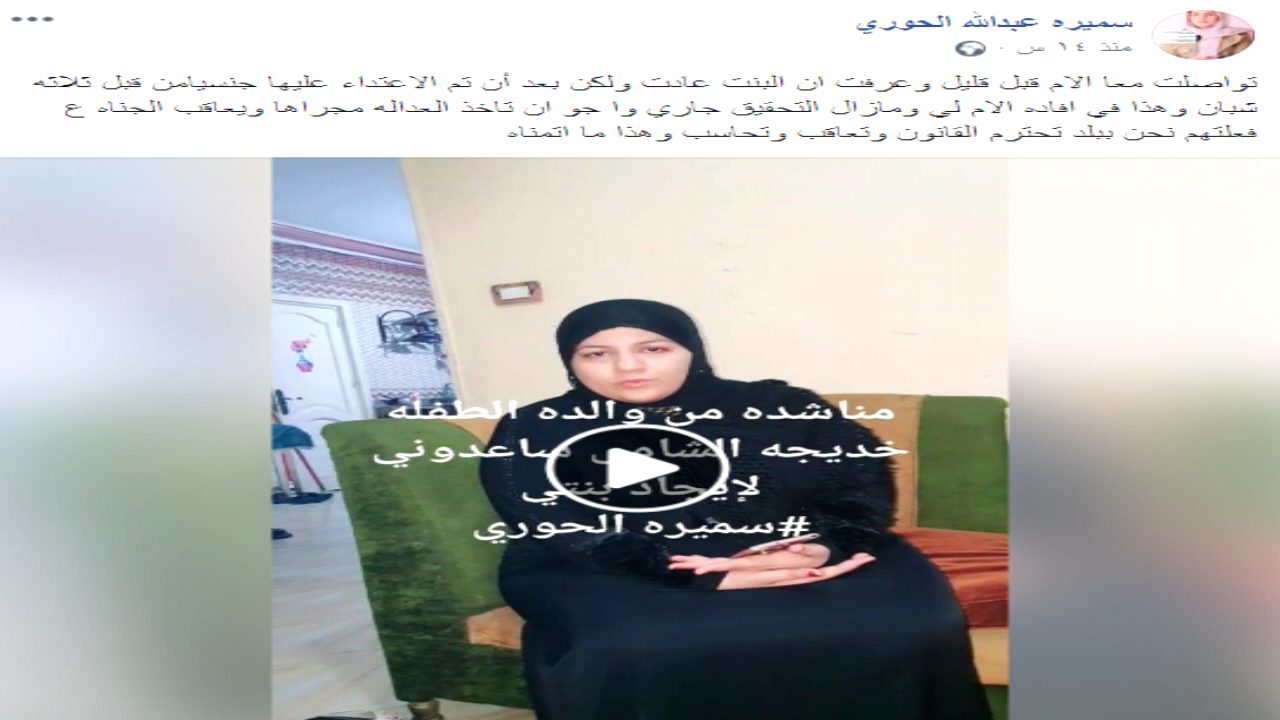 سميره عبدالله الحوري
منذ ١٤ س ·
تواصلت معا الام قبل قليل وعرفت ان البنت عادت ولكن بعد أن تم الاعتداء عليها جنسيامن قبل ثلاثه
شبان وهذا في افاده الام لي ومازال التحقيق جاري وا جو ان تاخذ العداله مجراها ويعاقب الجناه ع
فعلتهم نحن ببلد تحترم القانون وتعاقب وتحاسب وهذا ما اتمناه
مناشده من والده الطفله
خديجه الشامي ساعدوني
لإيجاد بنتي
#سميره الحوري